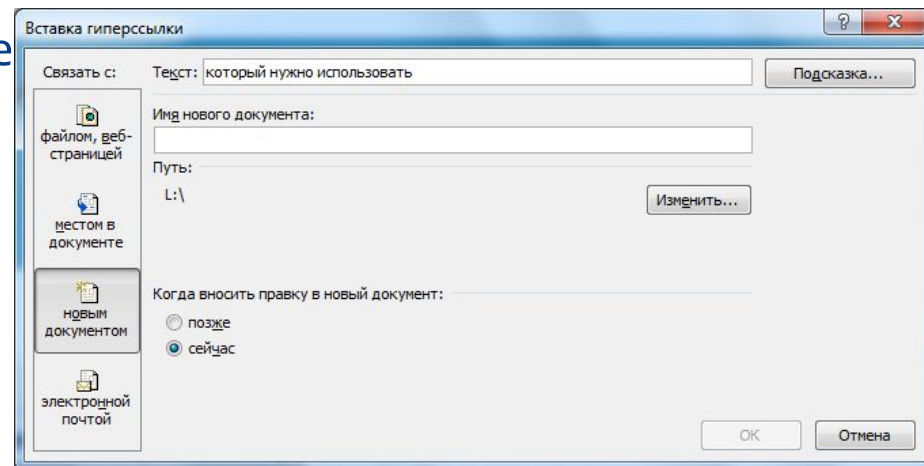 Вставка гиперссылки
е
Связать с:
Текст: который нужно использовать
Подсказка...
файлом, веб-
страницей
местом в
документе
новым
документом
электронной
почтой
Имя нового документа:
Путь:
L:\
Изменить...
Когда вносить правку в новый документ:
позже
сейчас
ОК
Отмена